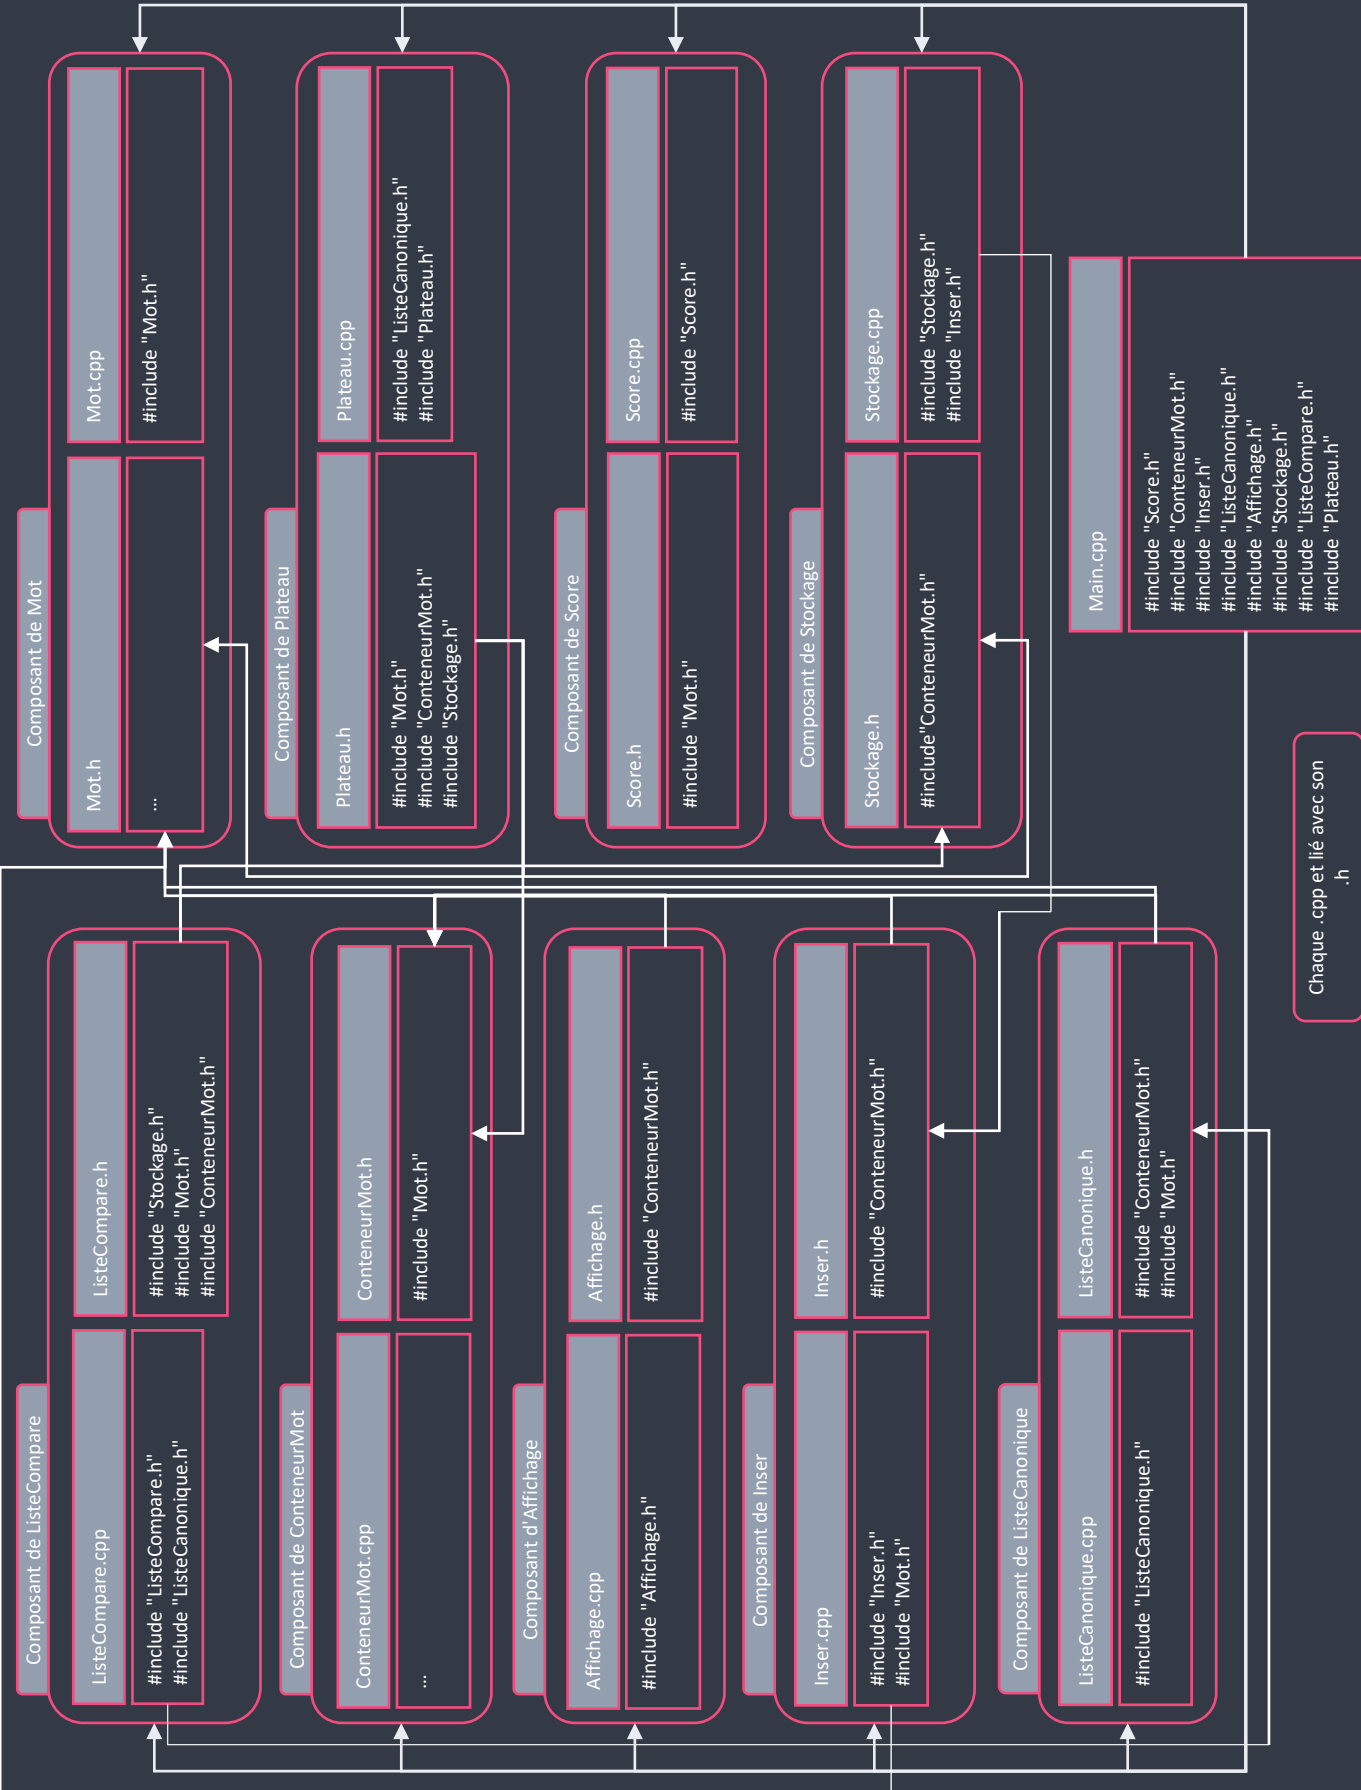 Composant de ListeCompare
ListeCompare.cpp
#include "ListeCompare.h"
#include "ListeCanonique.h"
ListeCompare.h
#include "Stockage.h"
#include "Mot.h"
#include "ConteneurMot.h"
Composant de Mot
Mot.h
...
Mot.cpp
#include "Mot.h"
Composant de ConteneurMot
ConteneurMot.cpp
...
ConteneurMot.h
#include "Mot.h"
Composant de Plateau
Plateau.h
#include "Mot.h"
#include "ConteneurMot.h"
#include "Stockage.h"
Plateau.cpp
#include "ListeCanonique.h"
#include "Plateau.h"
Composant d'Affichage
Affichage.cpp
#include "Affichage.h"
Affichage.h
#include "ConteneurMot.h"
Composant de Score
Score.h
#include "Mot.h"
Score.cpp
#include "Score.h"
Composant de Inser
Inser.cpp
#include "Inser.h"
#include "Mot.h"
Inser.h
#include "ConteneurMot.h"
Composant de Stockage
Stockage.h
#include"ConteneurMot.h"
Stockage.cpp
#include "Stockage.h"
#include "Inser.h"
Composant de ListeCanonique
ListeCanonique.cpp
#include "ListeCanonique.h"
ListeCanonique.h
#include "ConteneurMot.h"
#include "Mot.h"
Main.cpp
#include "Score.h"
#include "ConteneurMot.h"
#include "Inser.h"
#include "ListeCanonique.h"
#include "Affichage.h"
#include "Stockage.h"
#include "ListeCompare.h"
#include "Plateau.h"
Chaque .cpp et lié avec son
.h